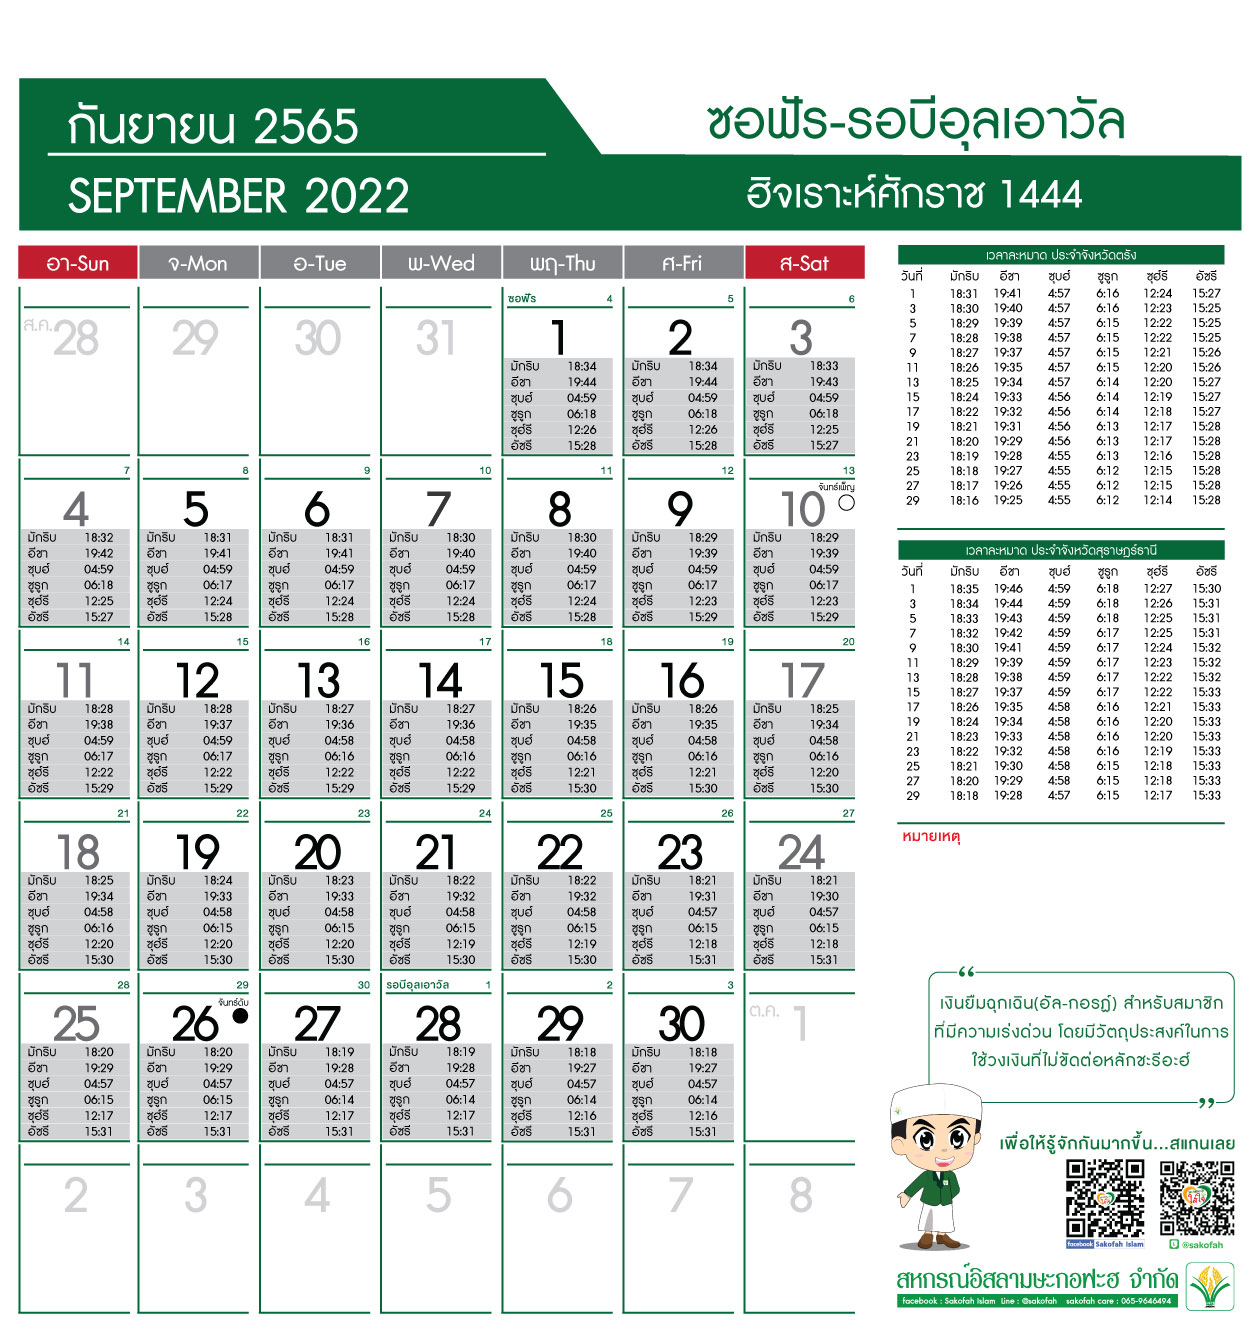 กันยายน 2565
SEPTEMBER 2022
ซอฟัร-รอบีอุลเอาวัล
ฮิจเราะห์ศักราช 1444
อา-Sun จ-Mon อ-Tue พ-Wed พฤ-Thu ศ-Fri ส-Sat
ซอฟัร 4 5 6
ส.ค. 28 29 30 31 1 2 3
มักริบ 18:34 มักริบ 18:34 มักริบ 18:33
อีชา 19:44 อีชา 19:44 อีชา 19:43
ซุบฮ์ 04:59 ซุบฮ์ 04:59 ซุบฮ์ 04:59
ชูรูก 06:18 ชูรูก 06:18 ชูรูก 06:18
ซุฮ์รี 12:26 ซุฮ์รี 12:26 ซุฮ์รี 12:25
อัซรี 15:28 อัซรี 15:28 อัซรี 15:27
7 8 9 10 11 12 13
จันทร์เพ็ญ
4 5 6 7 8 9 10
มักริบ 18:32 มักริบ 18:31 มักริบ 18:31 มักริบ 18:30 มักริบ 18:30 มักริบ 18:29 มักริบ 18:29
อีชา 19:42 อีชา 19:41 อีชา 19:41 อีชา 19:40 อีชา 19:40 อีชา 19:39 อีชา 19:39
ซุบฮ์ 04:59 ซุบฮ์ 04:59 ซุบฮ์ 04:59 ซุบฮ์ 04:59 ซุบฮ์ 04:59 ซุบฮ์ 04:59 ซุบฮ์ 04:59
ชูรูก 06:18 ชูรูก 06:17 ชูรูก 06:17 ชูรูก 06:17 ชูรูก 06:17 ชูรูก 06:17 ชูรูก 06:17
ซุฮ์รี 12:25 ซุฮ์รี 12:24 ซุฮ์รี 12:24 ซุฮ์รี 12:24 ซุฮ์รี 12:24 ซุฮ์รี 12:23 ซุฮ์รี 12:23
อัซรี 15:27 อัซรี 15:28 อัซรี 15:28 อัซรี 15:28 อัซรี 15:28 อัซรี 15:29 อัซรี 15:29
14 15 16 17 18 19 20
11 12 13 14 15 16 17
มักริบ 18:28 มักริบ 18:28 มักริบ 18:27 มักริบ 18:27 มักริบ 18:26 มักริบ 18:26 มักริบ 18:25
อีชา 19:38 อีชา 19:37 อีชา 19:36 อีชา 19:36 อีชา 19:35 อีชา 19:35 อีชา 19:34
ซุบฮ์ 04:59 ซุบฮ์ 04:59 ซุบฮ์ 04:58 ซุบฮ์ 04:58 ซุบฮ์ 04:58 ซุบฮ์ 04:58 ซุบฮ์ 04:58
ชูรูก 06:17 ชูรูก 06:17 ชูรูก 06:16 ชูรูก 06:16 ชูรูก 06:16 ชูรูก 06:16 ชูรูก 06:16
ซุฮ์รี 12:22 ซุฮ์รี 12:22 ซุฮ์รี 12:22 ซุฮ์รี 12:22 ซุฮ์รี 12:21 ซุฮ์รี 12:21 ซุฮ์รี 12:20
อัซรี 15:29 อัซรี 15:29 อัซรี 15:29 อัซรี 15:29 อัซรี 15:30 อัซรี 15:30 อัซรี 15:30
21 22 23 24 25 26 27
18 19 20 21 22 23 24
มักริบ 18:25 มักริบ 18:24 มักริบ 18:23 มักริบ 18:22 มักริบ 18:22 มักริบ 18:21 มักริบ 18:21
อีชา 19:34 อีชา 19:33 อีชา 19:33 อีชา 19:32 อีชา 19:32 อีชา 19:31 อีชา 19:30
ซุบฮ์ 04:58 ซุบฮ์ 04:58 ซุบฮ์ 04:58 ซุบฮ์ 04:58 ซุบฮ์ 04:58 ซุบฮ์ 04:57 ซุบฮ์ 04:57
ชูรูก 06:16 ชูรูก 06:15 ชูรูก 06:15 ชูรูก 06:15 ชูรูก 06:15 ชูรูก 06:15 ชูรูก 06:15
ซุฮ์รี 12:20 ซุฮ์รี 12:20 ซุฮ์รี 12:20 ซุฮ์รี 12:19 ซุฮ์รี 12:19 ซุฮ์รี 12:18 ซุฮ์รี 12:18
อัซรี 15:30 อัซรี 15:30 อัซรี 15:30 อัซรี 15:30 อัซรี 15:30 อัซรี 15:31 อัซรี 15:31
28 29 30 รอบีอุลเอาวัล 1 2 3
จันทร์ดับ
25 26 27 28 29 30 ต.ค. 1
มักริบ 18:20 มักริบ 18:20 มักริบ 18:19 มักริบ 18:19 มักริบ 18:18 มักริบ 18:18
อีชา 19:29 อีชา 19:29 อีชา 19:28 อีชา 19:28 อีชา 19:27 อีชา 19:27
ซุบฮ์ 04:57 ซุบฮ์ 04:57 ซุบฮ์ 04:57 ซุบฮ์ 04:57 ซุบฮ์ 04:57 ซุบฮ์ 04:57
ชูรูก 06:15 ชูรูก 06:15 ชูรูก 06:14 ชูรูก 06:14 ชูรูก 06:14 ชูรูก 06:14
ซุฮ์รี 12:17 ซุฮ์รี 12:17 ซุฮ์รี 12:17 ซุฮ์รี 12:17 ซุฮ์รี 12:16 ซุฮ์รี 12:16
อัซรี 15:31 อัซรี 15:31 อัซรี 15:31 อัซรี 15:31 อัซรี 15:31 อัซรี 15:31
2 3 4 5 6 7 8
เวลาละหมาด ประจำจังหวัดตรัง
วันที่ มักริบ อีชา ซุบฮ์ ชูรูก ซุฮ์รี อัซรี
1 18:31 19:41 4:57 6:16 12:24 15:27
3 18:30 19:40 4:57 6:16 12:23 15:25
5 18:29 19:39 4:57 6:15 12:22 15:25
7 18:28 19:38 4:57 6:15 12:22 15:25
9 18:27 19:37 4:57 6:15 12:21 15:26
11 18:26 19:35 4:57 6:15 12:20 15:26
13 18:25 19:34 4:57 6:14 12:20 15:27
15 18:24 19:33 4:56 6:14 12:19 15:27
17 18:22 19:32 4:56 6:14 12:18 15:27
19 18:21 19:31 4:56 6:13 12:17 15:28
21 18:20 19:29 4:56 6:13 12:17 15:28
23 18:19 19:28 4:55 6:13 12:16 15:28
25 18:18 19:27 4:55 6:12 12:15 15:28
27 18:17 19:26 4:55 6:12 12:15 15:28
29 18:16 19:25 4:55 6:12 12:14 15:28
เวลาละหมาด ประจำจังหวัดสุราษฎร์ธานี
วันที่ มักริบ อีชา ซุบฮ์ ชูรูก ซุฮ์รี อัซรี
1 18:35 19:46 4:59 6:18 12:27 15:30
3 18:34 19:44 4:59 6:18 12:26 15:31
5 18:33 19:43 4:59 6:18 12:25 15:31
7 18:32 19:42 4:59 6:17 12:25 15:31
9 18:30 19:41 4:59 6:17 12:24 15:32
11 18:29 19:39 4:59 6:17 12:23 15:32
13 18:28 19:38 4:59 6:17 12:22 15:32
15 18:27 19:37 4:59 6:17 12:22 15:33
17 18:26 19:35 4:58 6:16 12:21 15:33
19 18:24 19:34 4:58 6:16 12:20 15:33
21 18:23 19:33 4:58 6:16 12:20 15:33
23 18:22 19:32 4:58 6:16 12:19 15:33
25 18:21 19:30 4:58 6:15 12:18 15:33
27 18:20 19:29 4:58 6:15 12:18 15:33
29 18:18 19:28 4:57 6:15 12:17 15:33
หมายเหตุ
“
เงินยืมฉุกเฉิน(อัล-กอรฎ์) สำหรับสมาชิก
ที่มีความเร่งด่วน โดยมีวัตถุประสงค์ในการ
ใช้วงเงินที่ไม่ขัดต่อหลักชะรีอะฮ์
”
เพื่อให้รู้จักกันมากขึ้น...สแกนเลย
facebook Sakofah Islam
@sakofah
สหกรณ์อิสลามษะกอฟะฮ จำกัด
facebook : Sakofah Islam Line : @sakofah sakofah care : 065-9646494